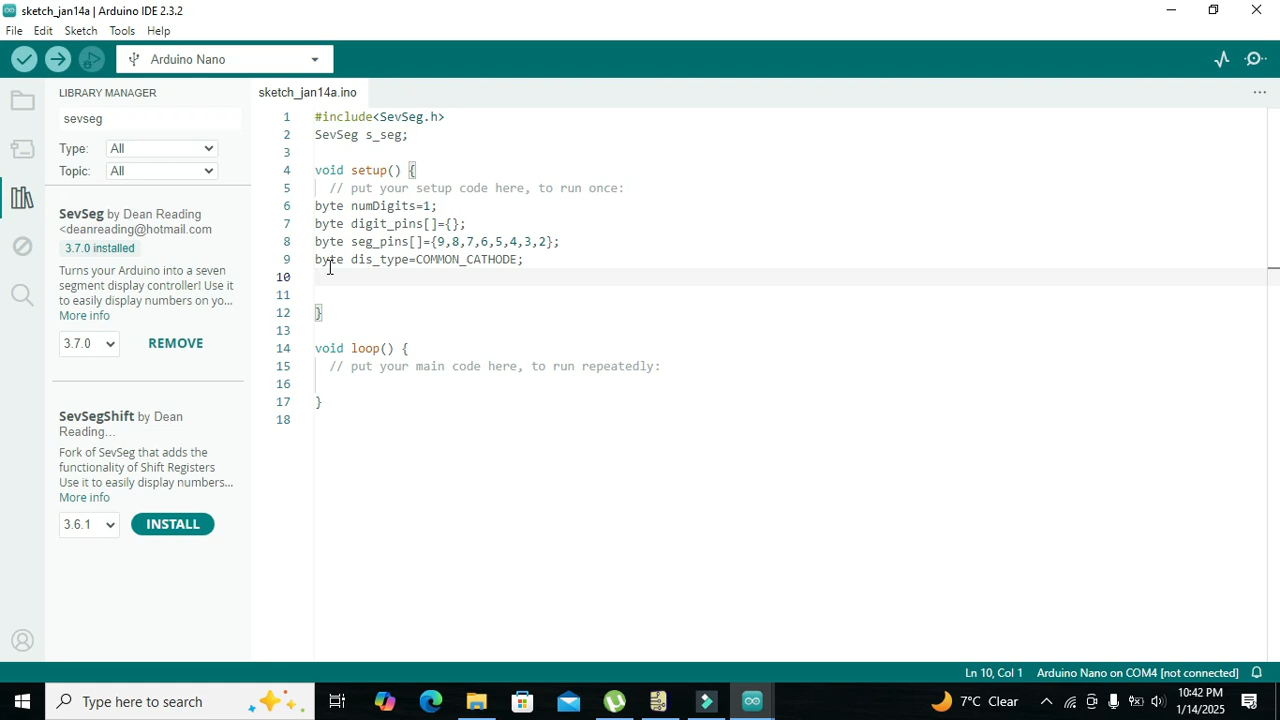 sketch_jan14a | Arduino IDE 2.3.2
File Edit Sketch Tools Help
Arduino Nano
LIBRARY MANAGER
sevseg
Type: All
Topic: All
SevSeg by Dean Reading
<deanreading@hotmail.com
3.7.0 installed
Turns your Arduino into a seven
segment display controller! Use it
to easily display numbers on yo...
More info
3.7.0 REMOVE
SevSegShift by Dean
Reading...
Fork of SevSeg that adds the
functionality of Shift Registers
Use it to easily display numbers...
More info
3.6.1 INSTALL
sketch_jan14a.ino
1 #include<SevSeg.h>
2 SevSeg s_seg;
3
4 void setup() {
5 // put your setup code here, to run once:
6 byte numDigits=1;
7 byte digit_pins[]={};
8 byte seg_pins[]={9,8,7,6,5,4,3,2};
9 byte dis_type=COMMON_CATHODE;
10
11
12 }
13
14 void loop() {
15 // put your main code here, to run repeatedly:
16
17 }
18
Ln 10, Col 1 Arduino Nano on COM4 [not connected]
Type here to search
7°C Clear
10:42 PM
1/14/2025